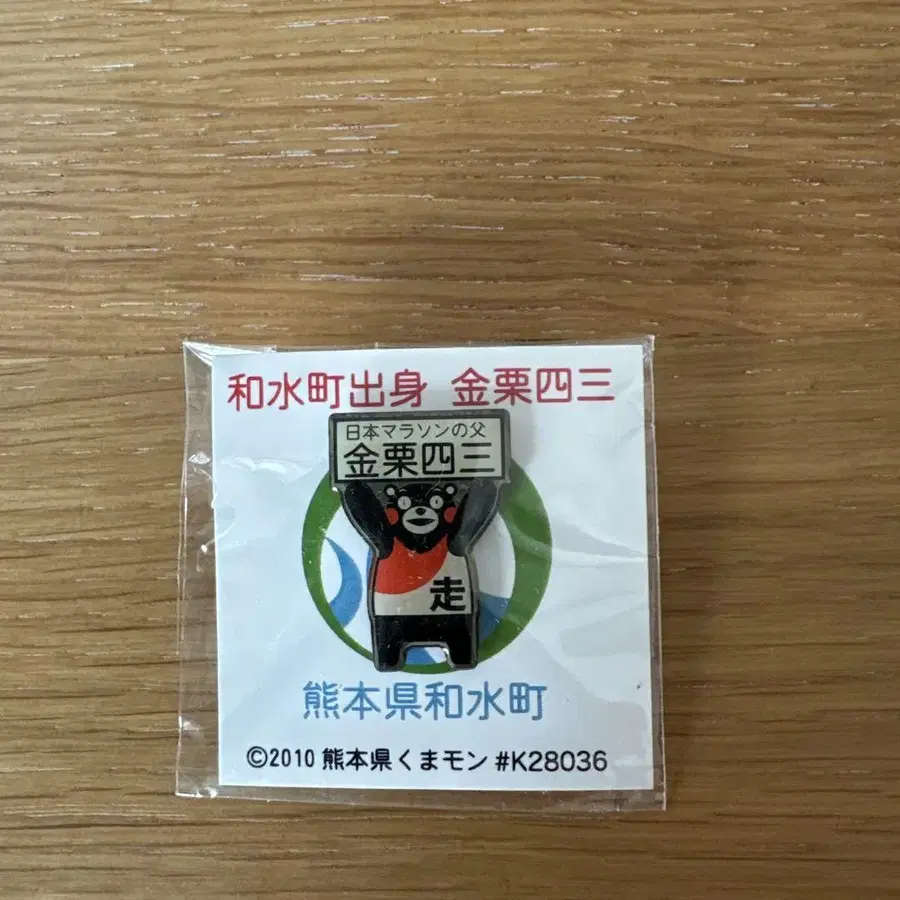 和水町出身 金栗四三
日本マラソンの父
金栗四三
走
熊本県和水町
©2010 熊本県くまモン #K28036